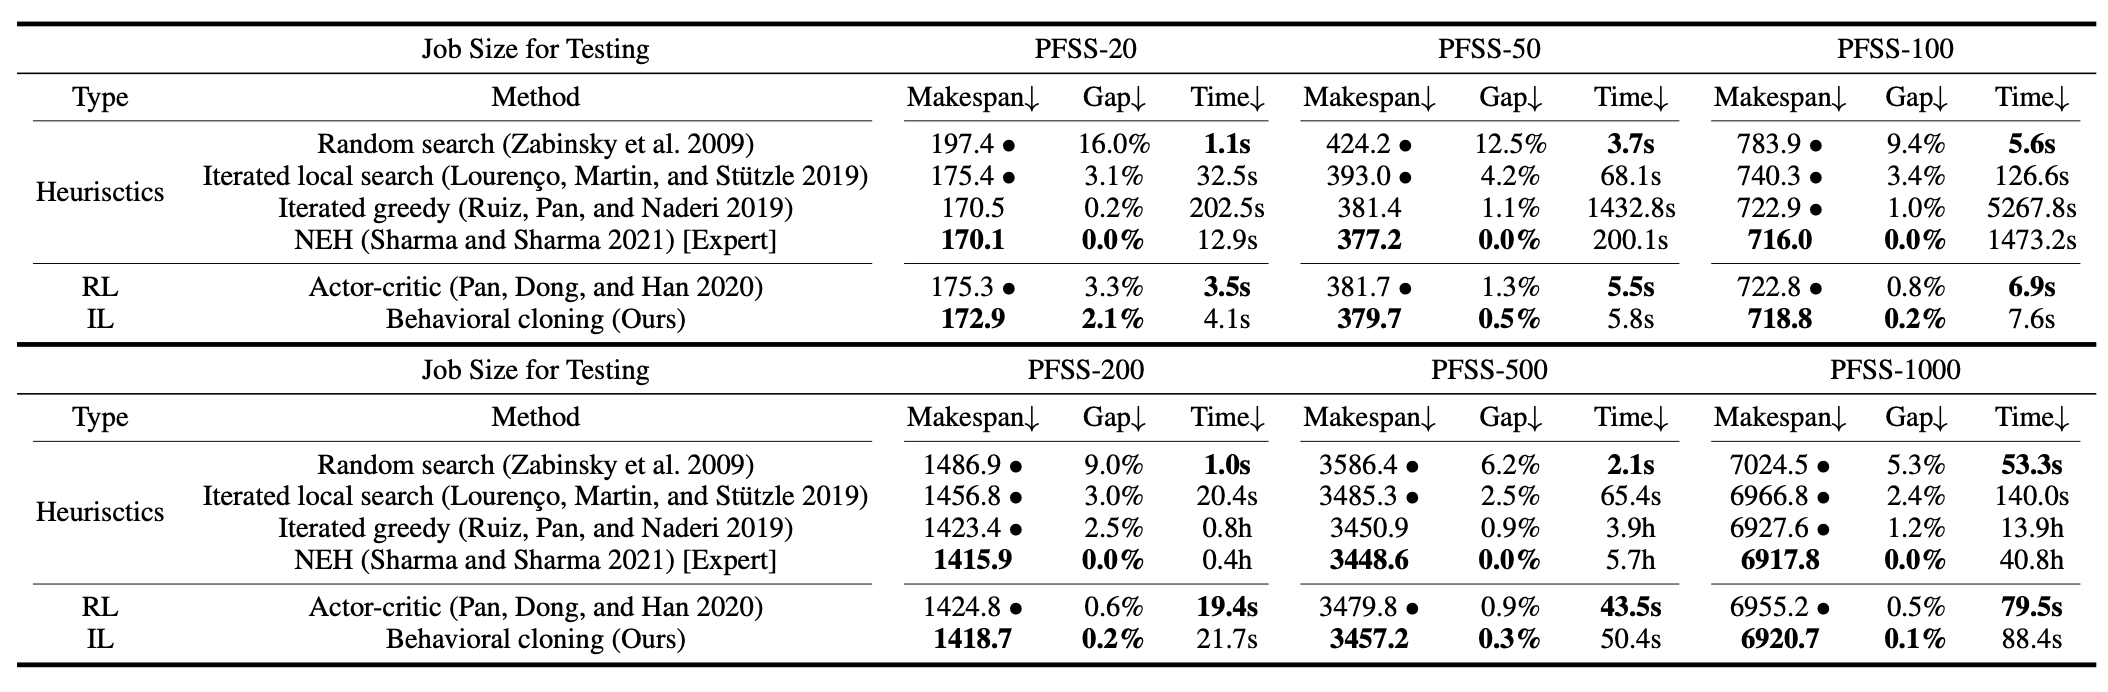 Job Size for Testing PFSS-20 PFSS-50 PFSS-100
Type Method Makespan↓ Gap↓ Time↓ Makespan↓ Gap↓ Time↓ Makespan↓ Gap↓ Time↓
Random search (Zabinsky et al. 2009) 197.4 ● 16.0% 1.1s 424.2 ● 12.5% 3.7s 783.9 ● 9.4% 5.6s
Heurisctics Iterated local search (Lourenço, Martin, and Stützle 2019) 175.4 ● 3.1% 32.5s 393.0 ● 4.2% 68.1s 740.3 ● 3.4% 126.6s
Iterated greedy (Ruiz, Pan, and Naderi 2019) 170.5 0.2% 202.5s 381.4 1.1% 1432.8s 722.9 ● 1.0% 5267.8s
NEH (Sharma and Sharma 2021) [Expert] 170.1 0.0% 12.9s 377.2 0.0% 200.1s 716.0 0.0% 1473.2s
RL Actor-critic (Pan, Dong, and Han 2020) 175.3 ● 3.3% 3.5s 381.7 ● 1.3% 5.5s 722.8 ● 0.8% 6.9s
IL Behavioral cloning (Ours) 172.9 2.1% 4.1s 379.7 0.5% 5.8s 718.8 0.2% 7.6s
Job Size for Testing PFSS-200 PFSS-500 PFSS-1000
Type Method Makespan↓ Gap↓ Time↓ Makespan↓ Gap↓ Time↓ Makespan↓ Gap↓ Time↓
Random search (Zabinsky et al. 2009) 1486.9 ● 9.0% 1.0s 3586.4 ● 6.2% 2.1s 7024.5 ● 5.3% 53.3s
Heurisctics Iterated local search (Lourenço, Martin, and Stützle 2019) 1456.8 ● 3.0% 20.4s 3485.3 ● 2.5% 65.4s 6966.8 ● 2.4% 140.0s
Iterated greedy (Ruiz, Pan, and Naderi 2019) 1423.4 ● 2.5% 0.8h 3450.9 0.9% 3.9h 6927.6 ● 1.2% 13.9h
NEH (Sharma and Sharma 2021) [Expert] 1415.9 0.0% 0.4h 3448.6 0.0% 5.7h 6917.8 0.0% 40.8h
RL Actor-critic (Pan, Dong, and Han 2020) 1424.8 ● 0.6% 19.4s 3479.8 ● 0.9% 43.5s 6955.2 ● 0.5% 79.5s
IL Behavioral cloning (Ours) 1418.7 0.2% 21.7s 3457.2 0.3% 50.4s 6920.7 0.1% 88.4s